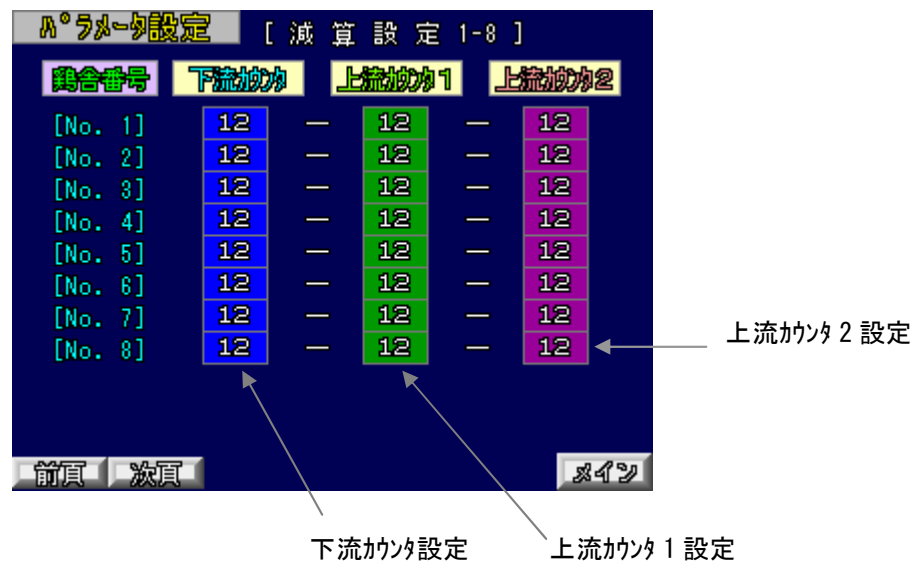 パラメータ設定 [ 減 算 設 定 1-8 ]
鶏舎番号 下流カウンタ 上流カウンタ1 上流カウンタ2
[No. 1] 12 ― 12 ― 12
[No. 2] 12 ― 12 ― 12
[No. 3] 12 ― 12 ― 12
[No. 4] 12 ― 12 ― 12
[No. 5] 12 ― 12 ― 12
[No. 6] 12 ― 12 ― 12
[No. 7] 12 ― 12 ― 12
[No. 8] 12 ― 12 ― 12
上流カウンタ 2 設定
前頁 次頁 メイン
下流カウンタ設定 上流カウンタ 1 設定